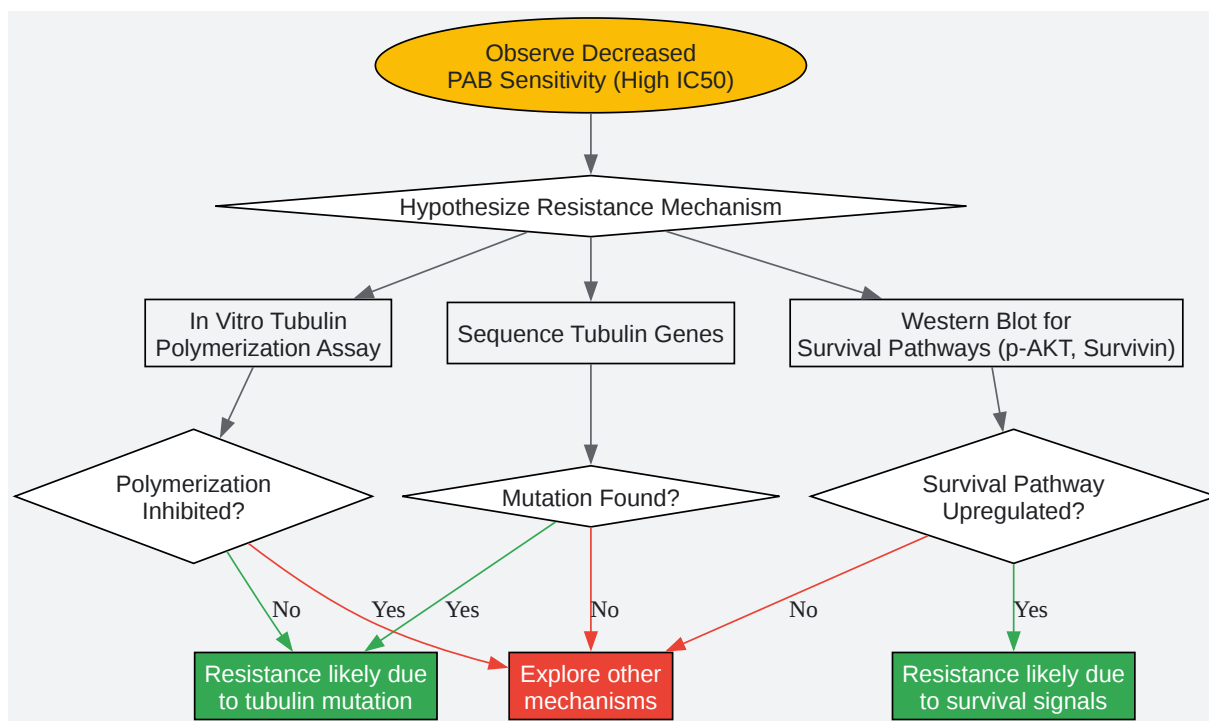 Observe Decreased
PAB Sensitivity (High IC50)
Hypothesize Resistance Mechanism
In Vitro Tubulin
Polymerization Assay
Sequence Tubulin Genes
Western Blot for
Survival Pathways (p-AKT, Survivin)
Polymerization
Inhibited?
Mutation Found?
Survival Pathway
Upregulated?
No
Yes
Yes
No
No
Yes
Resistance likely due
to tubulin mutation
Explore other
mechanisms
Resistance likely due
to survival signals